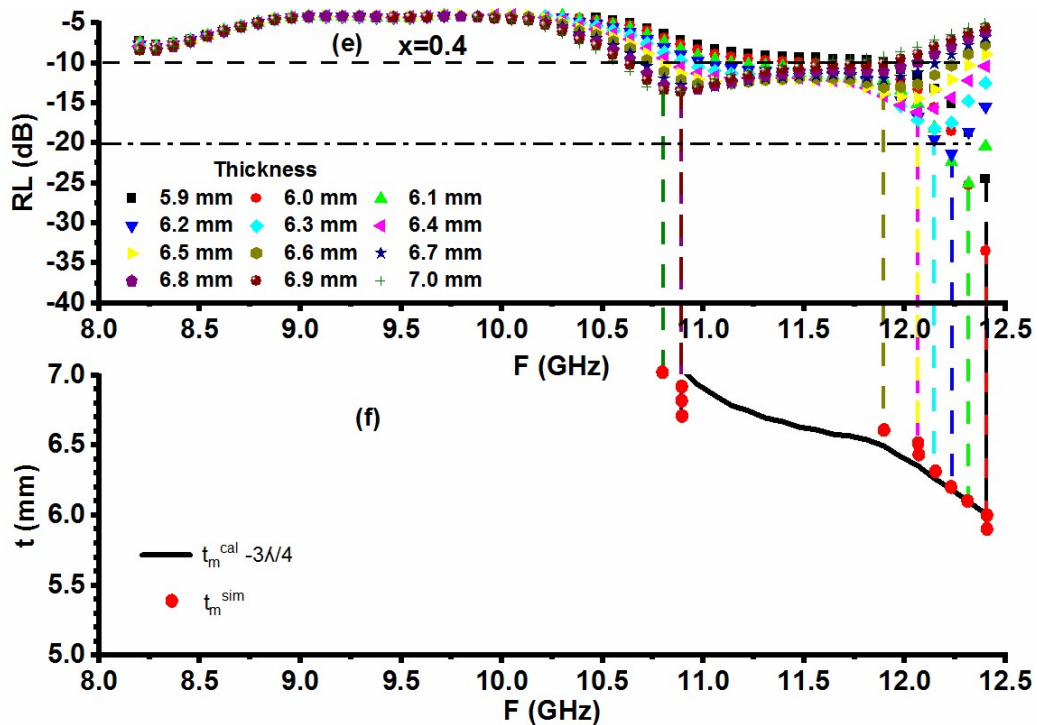 -5
-10
-15
-20
-25
-30
-35
-40
RL (dB)
(e)
x=0.4
Thickness
5.9 mm 6.0 mm 6.1 mm
6.2 mm 6.3 mm 6.4 mm
6.5 mm 6.6 mm 6.7 mm
6.8 mm 6.9 mm 7.0 mm
8.0 8.5 9.0 9.5 10.0 10.5 11.0 11.5 12.0 12.5
F (GHz)
7.0
6.5
6.0
5.5
5.0
t (mm)
(f)
tₘᶜᵃˡ -3λ/4
tₘˢⁱᵐ
8.0 8.5 9.0 9.5 10.0 10.5 11.0 11.5 12.0 12.5
F (GHz)